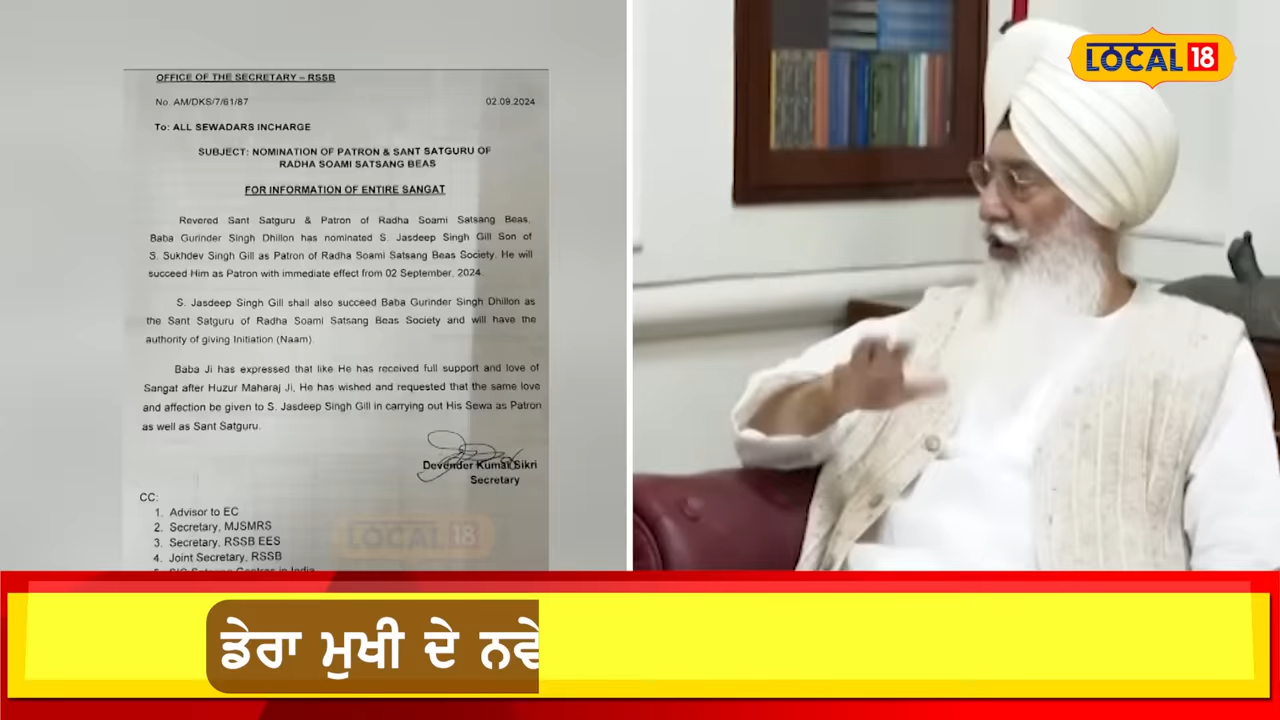 OFFICE OF THE SECRETARY – RSSB
No. AM/DKS/7/61/87 02.09.2024
To: ALL SEWADARS INCHARGE
SUBJECT: NOMINATION OF PATRON & SANT SATGURU OF
RADHA SOAMI SATSANG BEAS
FOR INFORMATION OF ENTIRE SANGAT
Revered Sant Satguru & Patron of Radha Soami Satsang Beas,
Baba Gurinder Singh Dhillon has nominated S. Jasdeep Singh Gill Son of
S. Sukhdev Singh Gill as Patron of Radha Soami Satsang Beas Society. He will
succeed Him as Patron with immediate effect from 02 September, 2024.
S. Jasdeep Singh Gill shall also succeed Baba Gurinder Singh Dhillon as
the Sant Satguru of Radha Soami Satsang Beas Society and will have the
authority of giving Initiation (Naam).
Baba Ji has expressed that like He has received full support and love of
Sangat after Huzur Maharaj Ji, He has wished and requested that the same love
and affection be given to S. Jasdeep Singh Gill in carrying out His Sewa as Patron
as well as Sant Satguru.
Devender Kumar Sikri
Secretary
CC:
1. Advisor to EC
2. Secretary, MJSMRS
3. Secretary, RSSB EES
4. Joint Secretary, RSSB
LOCAL 18
LOCAL 18
ਡੇਰਾ ਮੁਖੀ ਦੇ ਨਵੇ